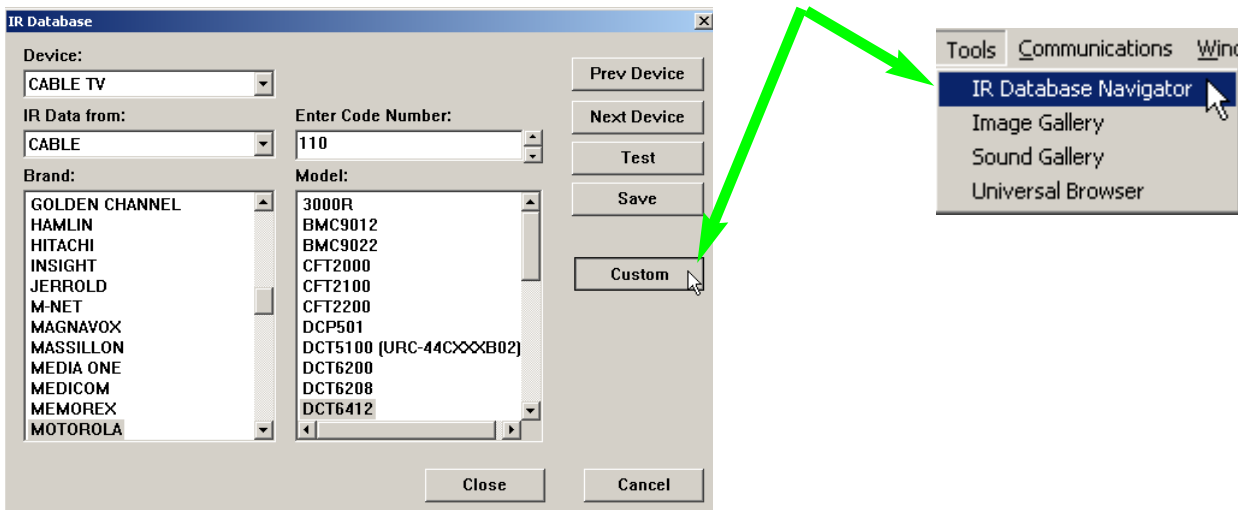 IR Database
Device:
CABLE TV
IR Data from:
CABLE
Enter Code Number:
110
Brand:
GOLDEN CHANNEL
HAMLIN
HITACHI
INSIGHT
JERROLD
M-NET
MAGNAVOX
MASSILLON
MEDIA ONE
MEDICOM
MEMOREX
MOTOROLA
Model:
3000R
BMC9012
BMC9022
CFT2000
CFT2100
CFT2200
DCP501
DCT5100 (URC-44CXXXB02)
DCT6200
DCT6208
DCT6412
Prev Device
Next Device
Test
Save
Custom
Close
Cancel
Tools Communications Wind
IR Database Navigator
Image Gallery
Sound Gallery
Universal Browser